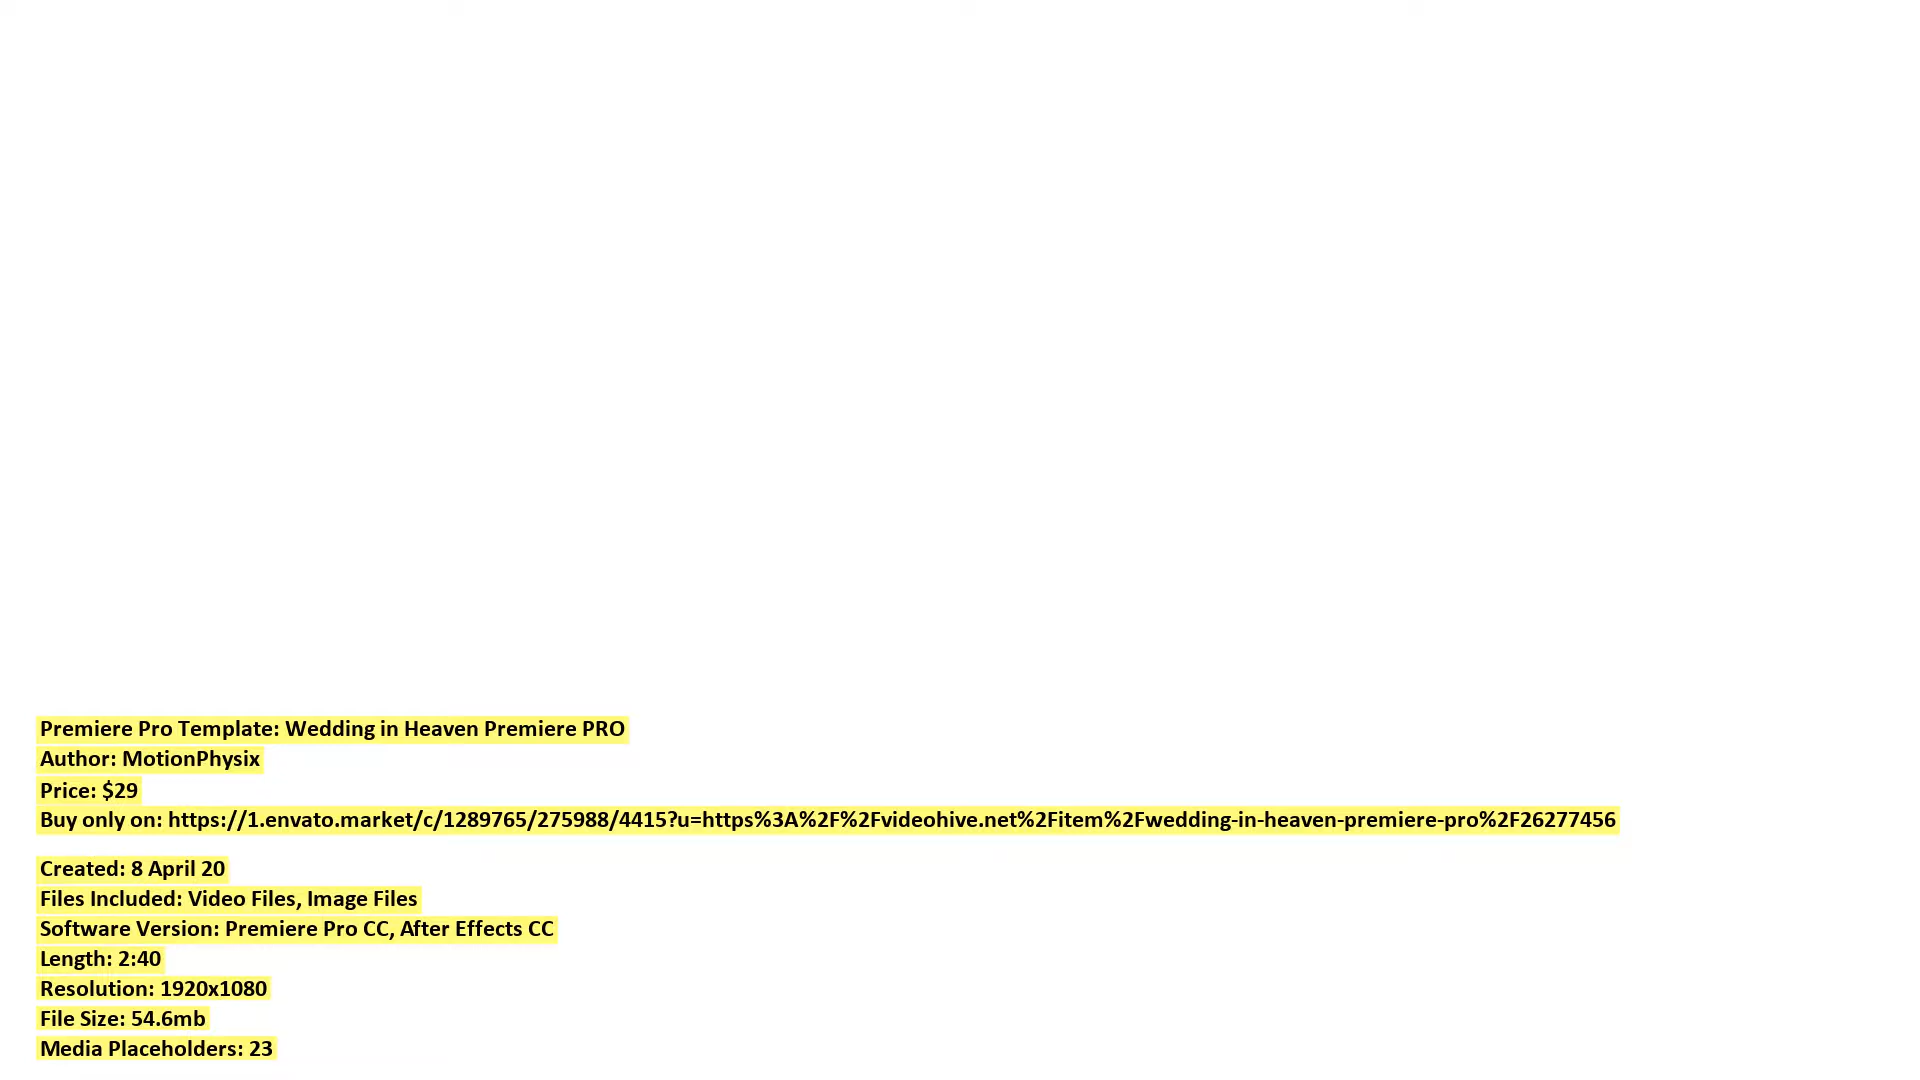 Premiere Pro Template: Wedding in Heaven Premiere PRO
Author: MotionPhysix
Price: $29
Buy only on: https://1.envato.market/c/1289765/275988/4415?u=https%3A%2F%2Fvideohive.net%2Fitem%2Fwedding-in-heaven-premiere-pro%2F26277456
Created: 8 April 20
Files Included: Video Files, Image Files
Software Version: Premiere Pro CC, After Effects CC
Length: 2:40
Resolution: 1920x1080
File Size: 54.6mb
Media Placeholders: 23